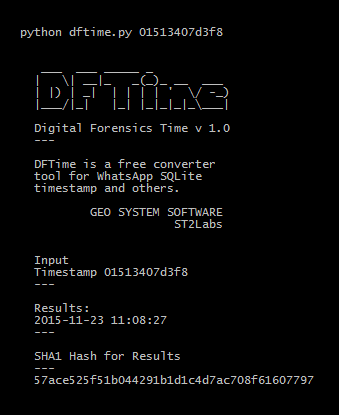 python dftime.py 01513407d3f8
DFTime
Digital Forensics Time v 1.0
---
DFTime is a free converter
tool for WhatsApp SQLite
timestamp and others.
GEO SYSTEM SOFTWARE
ST2Labs
Input
Timestamp 01513407d3f8
---
Results:
2015-11-23 11:08:27
---
SHA1 Hash for Results
---
57ace525f51b044291b1d1c4d7ac708f61607797